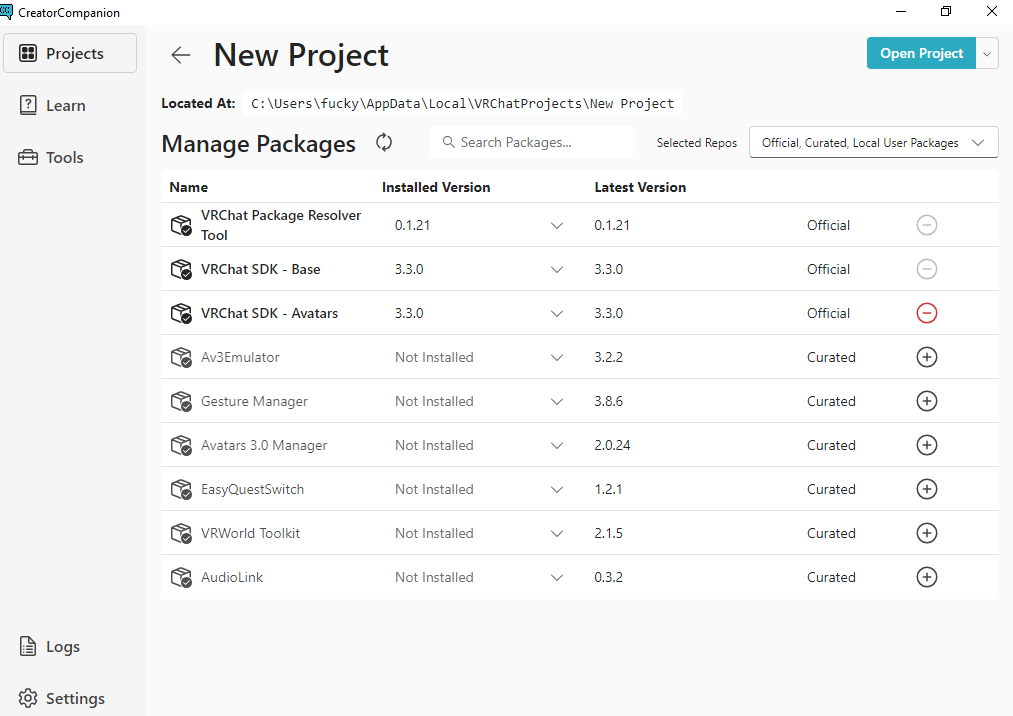 CC CreatorCompanion
Projects
Learn
Tools
Logs
Settings
New Project
Open Project
Located At: C:\Users\fucky\AppData\Local\VRChatProjects\New Project
Manage Packages
Search Packages...
Selected Repos
Official, Curated, Local User Packages
Name Installed Version Latest Version
VRChat Package Resolver
Tool
0.1.21 0.1.21 Official
VRChat SDK - Base 3.3.0 3.3.0 Official
VRChat SDK - Avatars 3.3.0 3.3.0 Official
Av3Emulator Not Installed 3.2.2 Curated
Gesture Manager Not Installed 3.8.6 Curated
Avatars 3.0 Manager Not Installed 2.0.24 Curated
EasyQuestSwitch Not Installed 1.2.1 Curated
VRWorld Toolkit Not Installed 2.1.5 Curated
AudioLink Not Installed 0.3.2 Curated